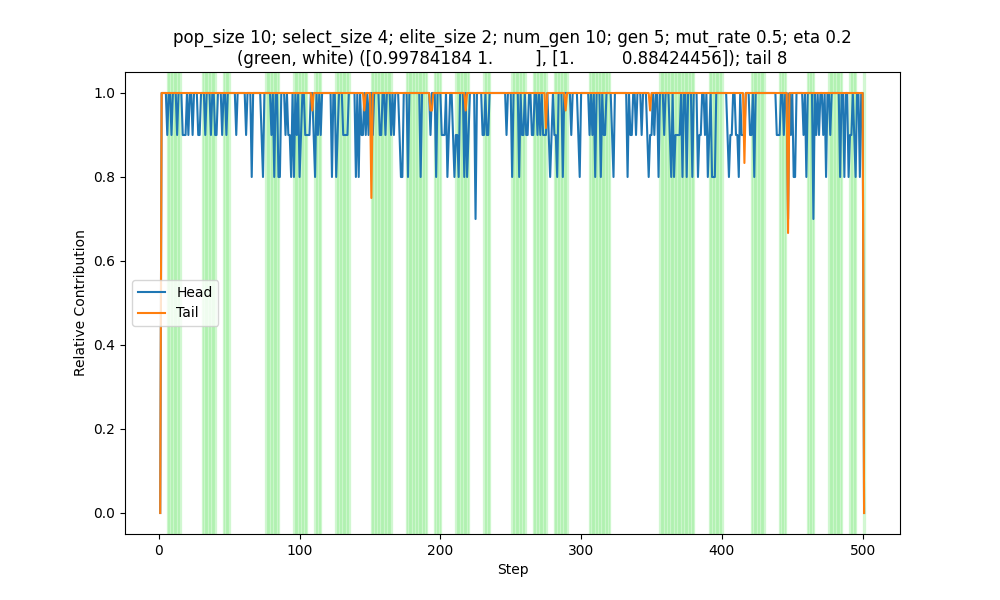 pop_size 10; select_size 4; elite_size 2; num_gen 10; gen 5; mut_rate 0.5; eta 0.2
(green, white) ([0.99784184 1.        ], [1.         0.88424456]); tail 8
1.0
0.8
0.6
0.4
0.2
0.0
Relative Contribution
Head
Tail
0 100 200 300 400 500
Step